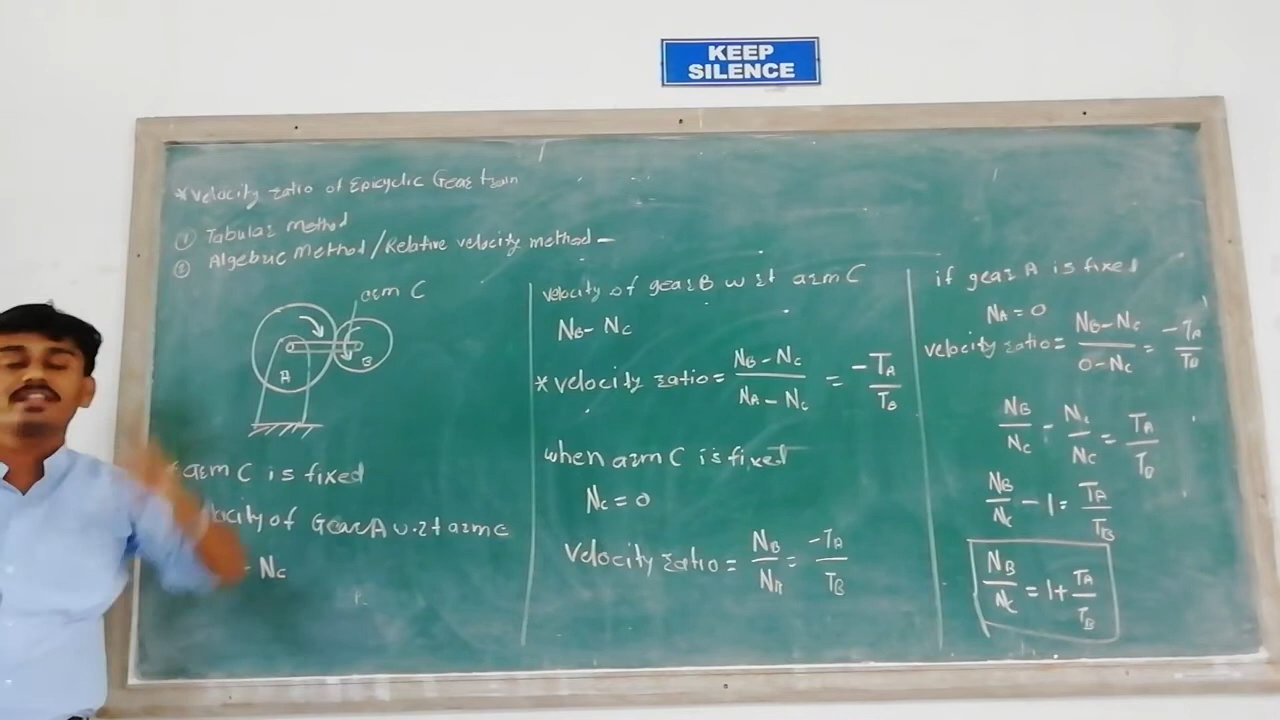 KEEP
SILENCE
*Velocity ratio of Epicyclic Gear train
① Tabular method
② Algebric Method/Relative velocity method -
arm C
A
B
arm C is fixed
locity of Gear A w.r.t arm C
- Nc
velocity of gear B w r t arm C
NB - NC
*velocity ratio = NB - NC / NA - NC = -TA / TB
when arm C is fixed
NC = 0
Velocity ratio = NB / NA = -TA / TB
if gear A is fixed
NA = 0
velocity ratio = NB - NC / 0 - NC = -TA / TB
NB / NC - NC / NC = TA / TB
NB / NC - 1 = TA / TB
NB / NC = 1 + TA / TB